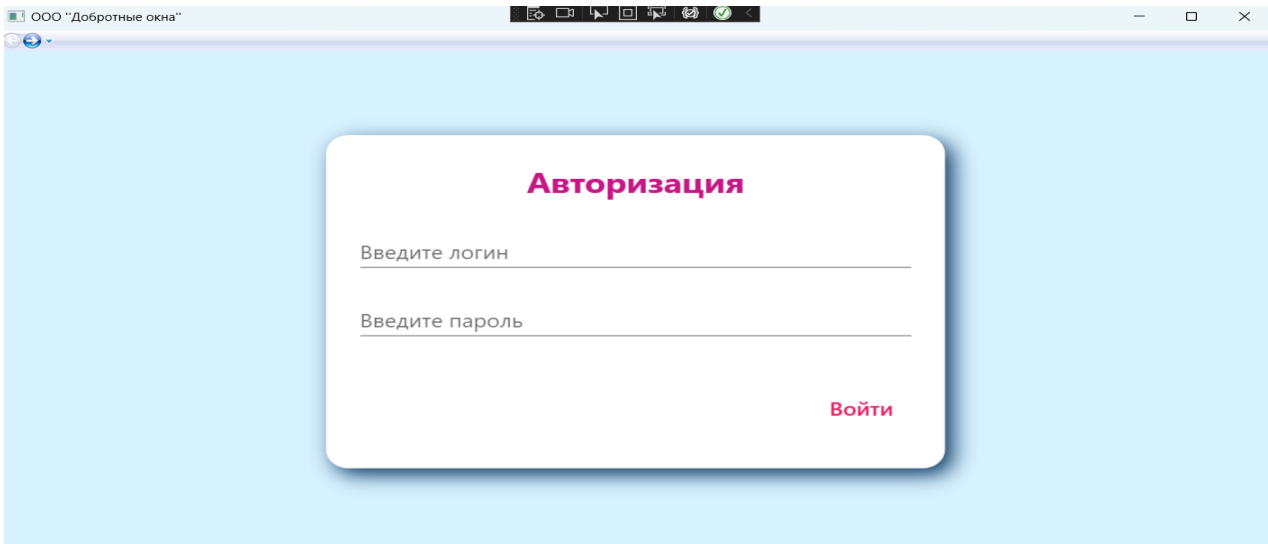 ООО "Добротные окна"
Авторизация
Введите логин
Введите пароль
Войти